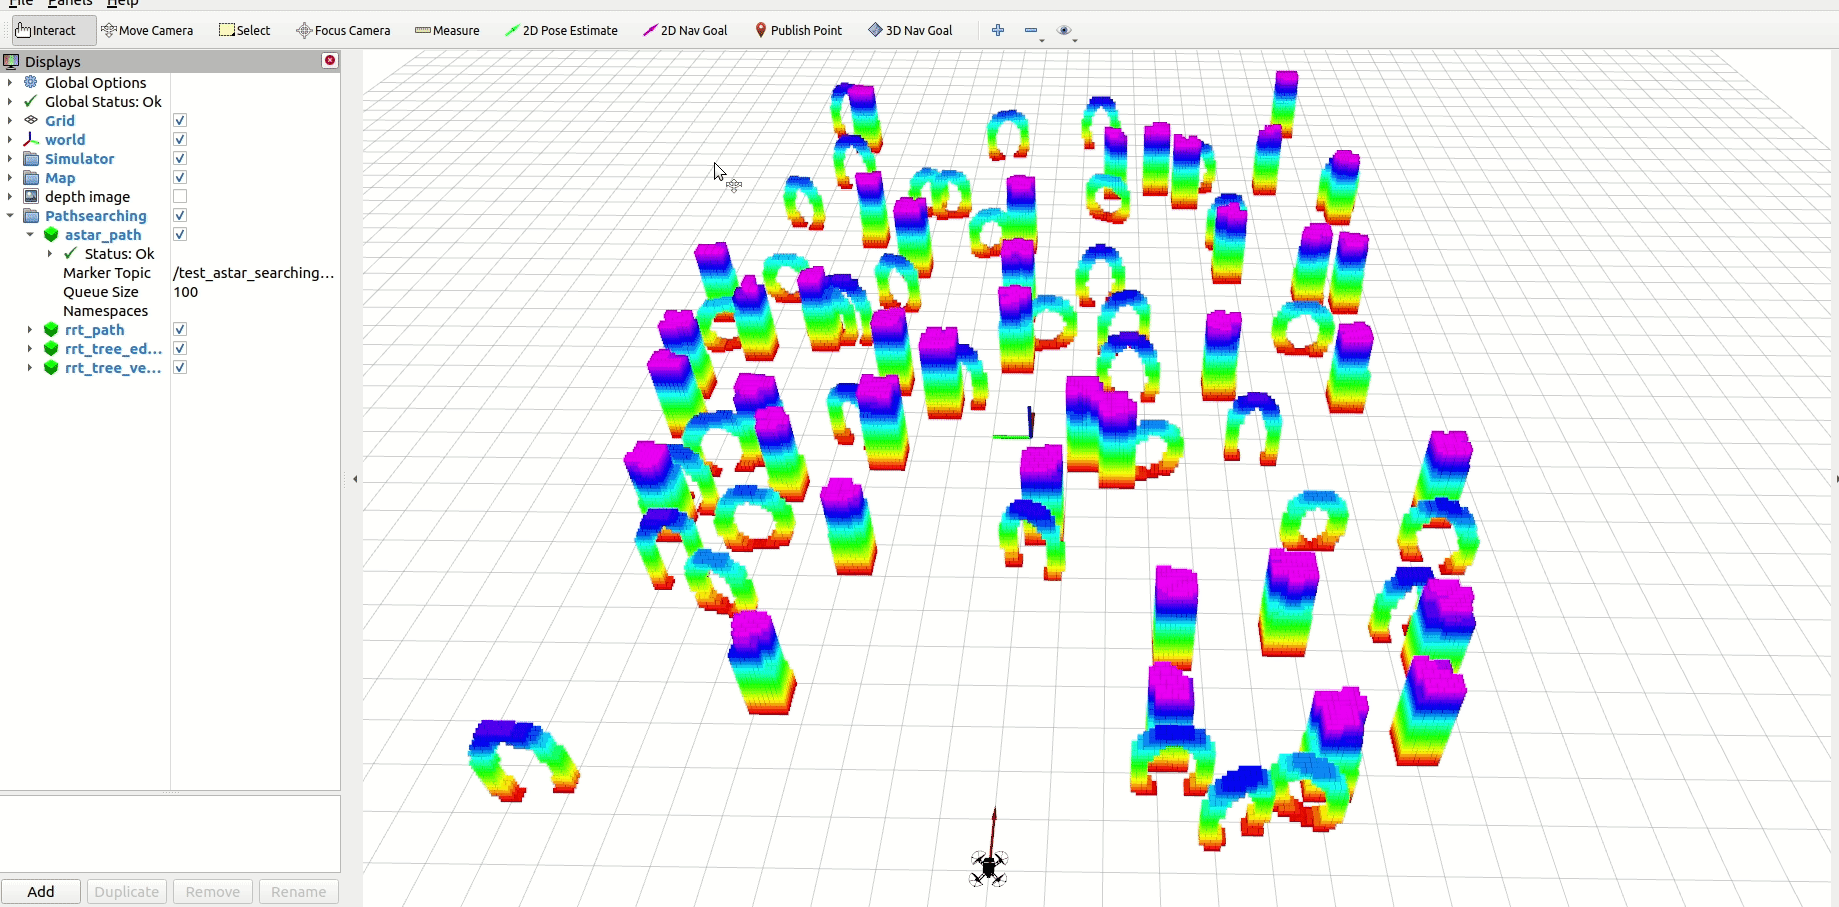 File Panels Help
Interact Move Camera Select Focus Camera Measure 2D Pose Estimate 2D Nav Goal Publish Point 3D Nav Goal
Displays
Global Options
Global Status: Ok
Grid
world
Simulator
Map
depth image
Pathsearching
astar_path
Status: Ok
Marker Topic /test_astar_searching...
Queue Size 100
Namespaces
rrt_path
rrt_tree_ed...
rrt_tree_ve...
Add Duplicate Remove Rename